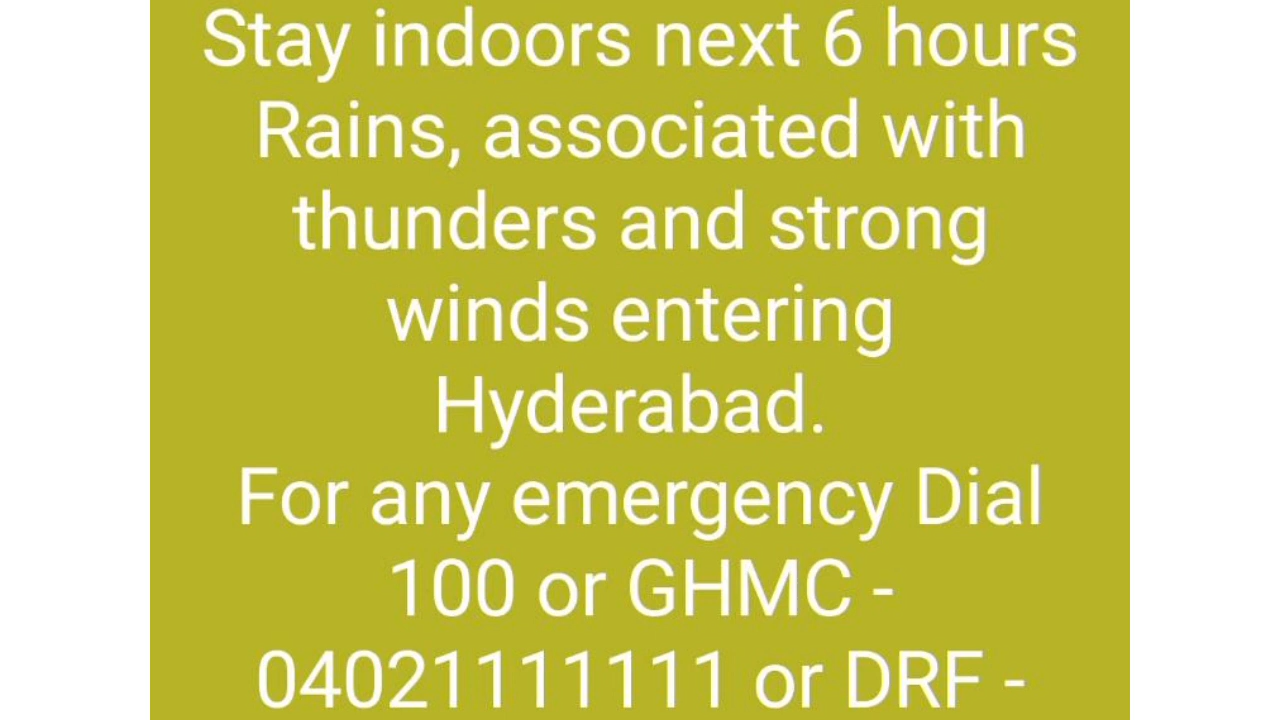 Stay indoors next 6 hours
Rains, associated with
thunders and strong
winds entering
Hyderabad.
For any emergency Dial
100 or GHMC -
04021111111 or DRF -